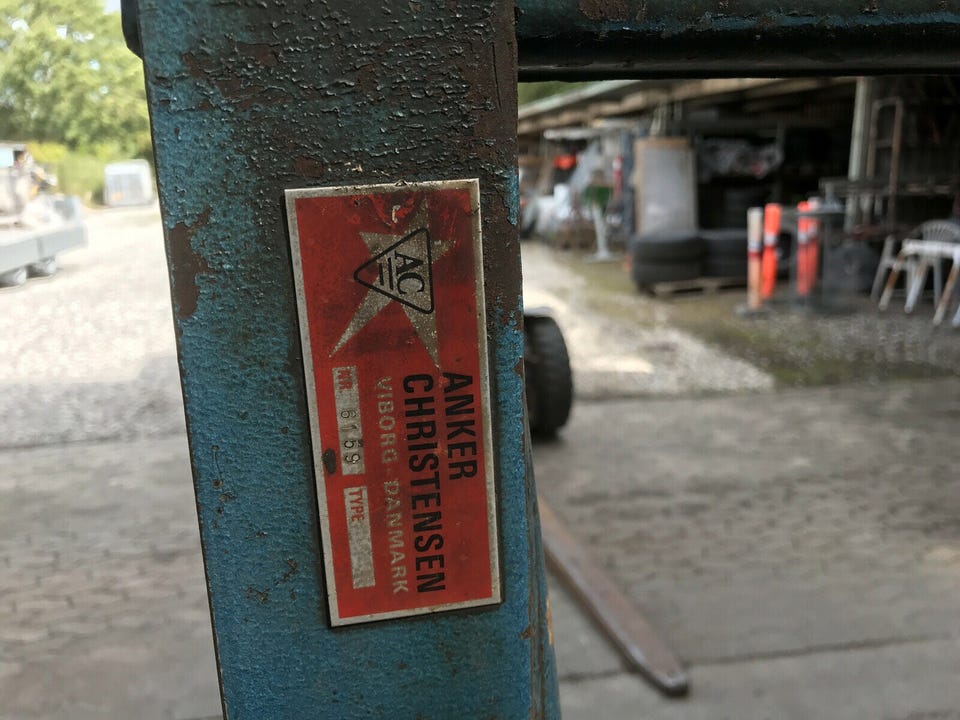 AC
ANKER
CHRISTENSEN
VIBORG - DANMARK
NR. 6159 TYPE